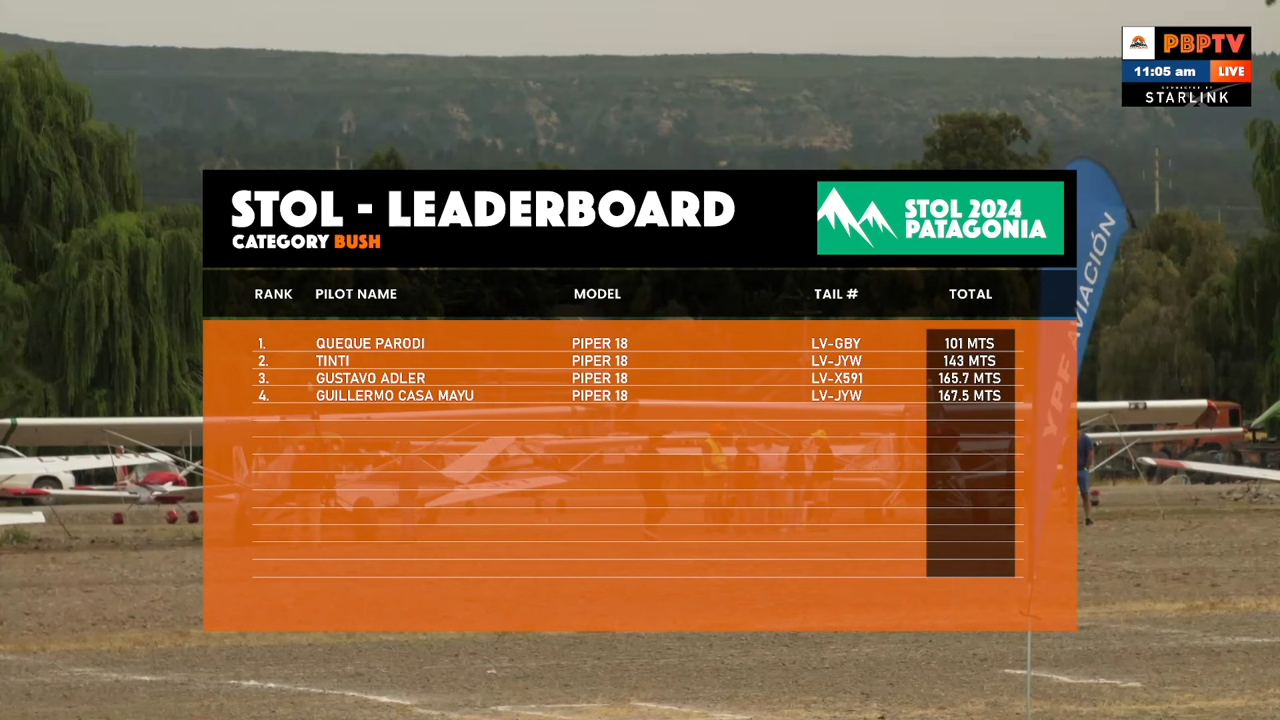 PBPTV
11:05 am LIVE
STARLINK
STOL - LEADERBOARD
CATEGORY BUSH
STOL 2024
PATAGONIA
RANK PILOT NAME MODEL TAIL # TOTAL
1. QUEQUE PARODI PIPER 18 LV-GBY 101 MTS
2. TINTI PIPER 18 LV-JYW 143 MTS
3. GUSTAVO ADLER PIPER 18 LV-X591 165.7 MTS
4. GUILLERMO CASA MAYU PIPER 18 LV-JYW 167.5 MTS
YPF AVIACIÓN